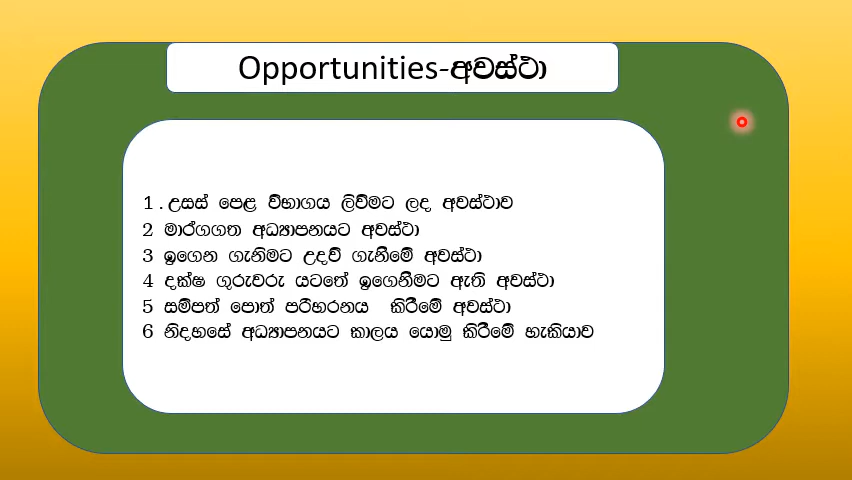 Opportunities-අවස්ථා
1.උසස් පෙළ විභාගය ලිවීමට ලද අවස්ථාව
2 මාර්ගගත අධ්‍යාපනයට අවස්ථා
3 ඉගෙන ගැනිමට උදව් ගැනීමේ අවස්ථා
4 දක්ෂ ගුරුවරු යටතේ ඉගෙනීමට ඇති අවස්ථා
5 සම්පත් පොත් පරිහරනය කිරීමේ අවස්ථා
6 නිදහසේ අධ්‍යාපනයට කාලය යොමු කිරීමේ හැකියාව